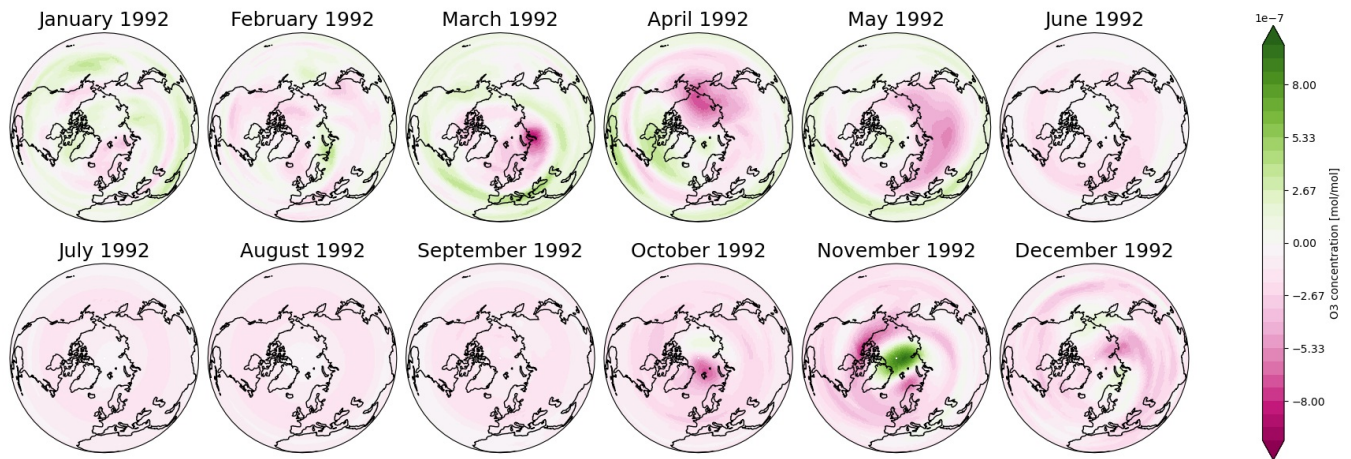 January 1992
February 1992
March 1992
April 1992
May 1992
June 1992
July 1992
August 1992
September 1992
October 1992
November 1992
December 1992
1e−7
8.00
5.33
2.67
0.00
−2.67
−5.33
−8.00
O3 concentration [mol/mol]